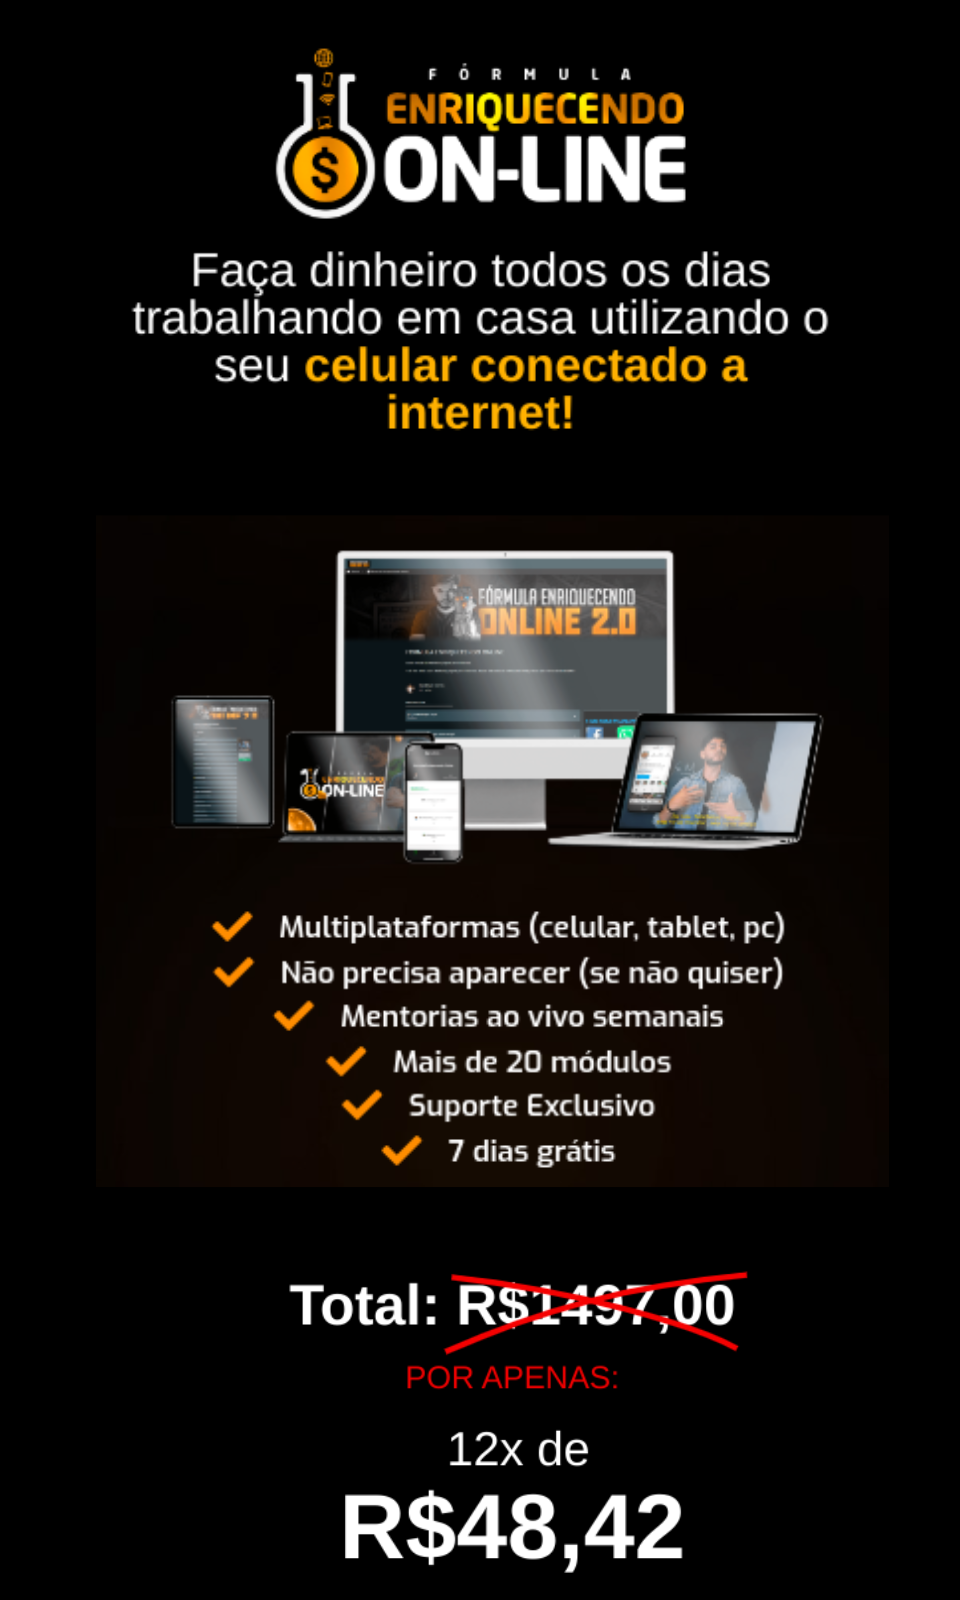 FÓRMULA
ENRIQUECENDO
ON-LINE
Faça dinheiro todos os dias
trabalhando em casa utilizando o
seu celular conectado a
internet!
FÓRMULA ENRIQUECENDO
ONLINE 2.0
ON-LINE
Multiplataformas (celular, tablet, pc)
Não precisa aparecer (se não quiser)
Mentorias ao vivo semanais
Mais de 20 módulos
Suporte Exclusivo
7 dias grátis
Total: R$1497,00
POR APENAS:
12x de
R$48,42